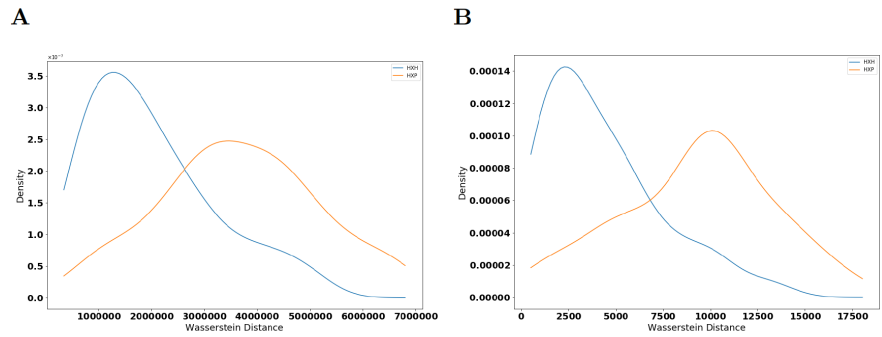 A
B
×10⁻⁷
HXH
HXP
3.5
3.0
2.5
2.0
1.5
1.0
0.5
0.0
Density
1000000 2000000 3000000 4000000 5000000 6000000 7000000
Wasserstein Distance
HXH
HXP
0.00014
0.00012
0.00010
0.00008
0.00006
0.00004
0.00002
0.00000
Density
0 2500 5000 7500 10000 12500 15000 17500
Wasserstein Distance